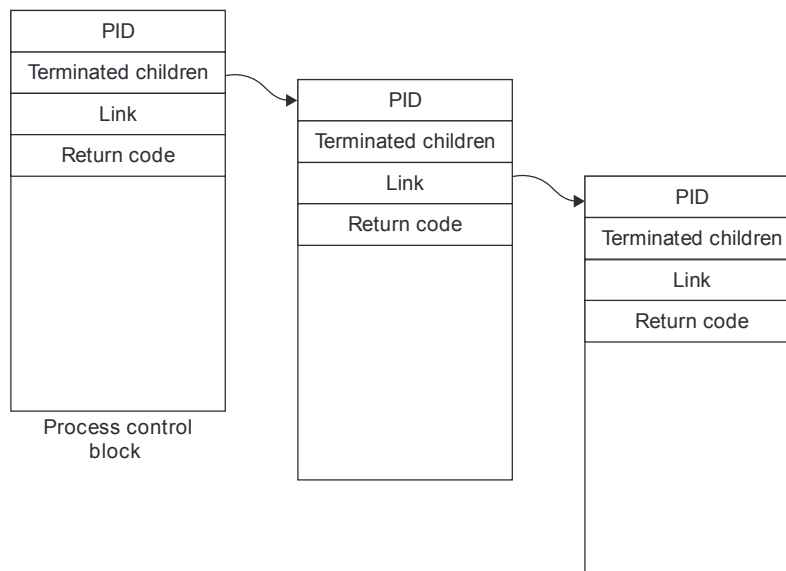 PID
Terminated children
Link
Return code
Process control
block
PID
Terminated children
Link
Return code
PID
Terminated children
Link
Return code